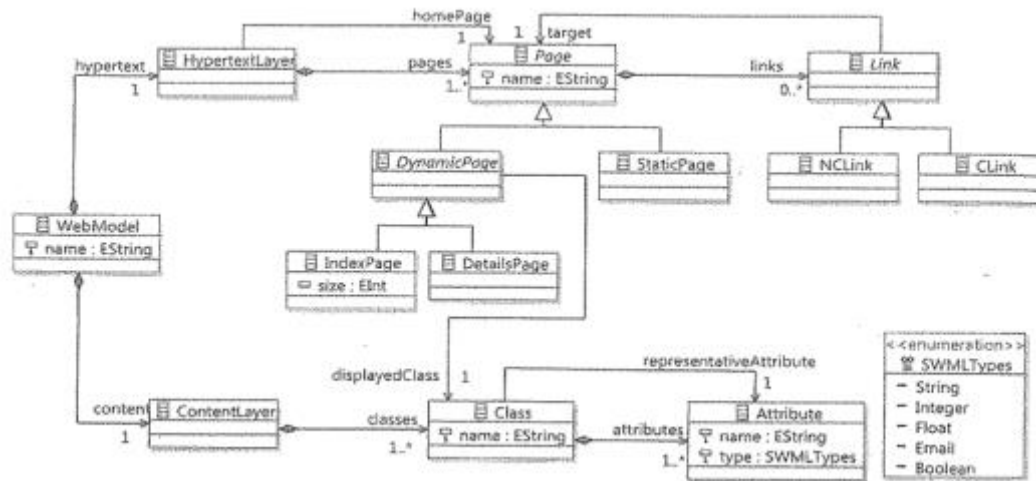 homePage
1
1
target
HypertextLayer
Page
Link
hypertext
1
pages
1..*
name : EString
links
0..*
DynamicPage
StaticPage
NCLink
CLink
WebModel
name : EString
IndexPage
size : EInt
DetailsPage
displayedClass
1
representativeAttribute
1
<<enumeration>>
SWMLTypes
String
Integer
Float
Email
Boolean
content
1
ContentLayer
classes
1..*
Class
name : EString
attributes
1..*
Attribute
name : EString
type : SWMLTypes